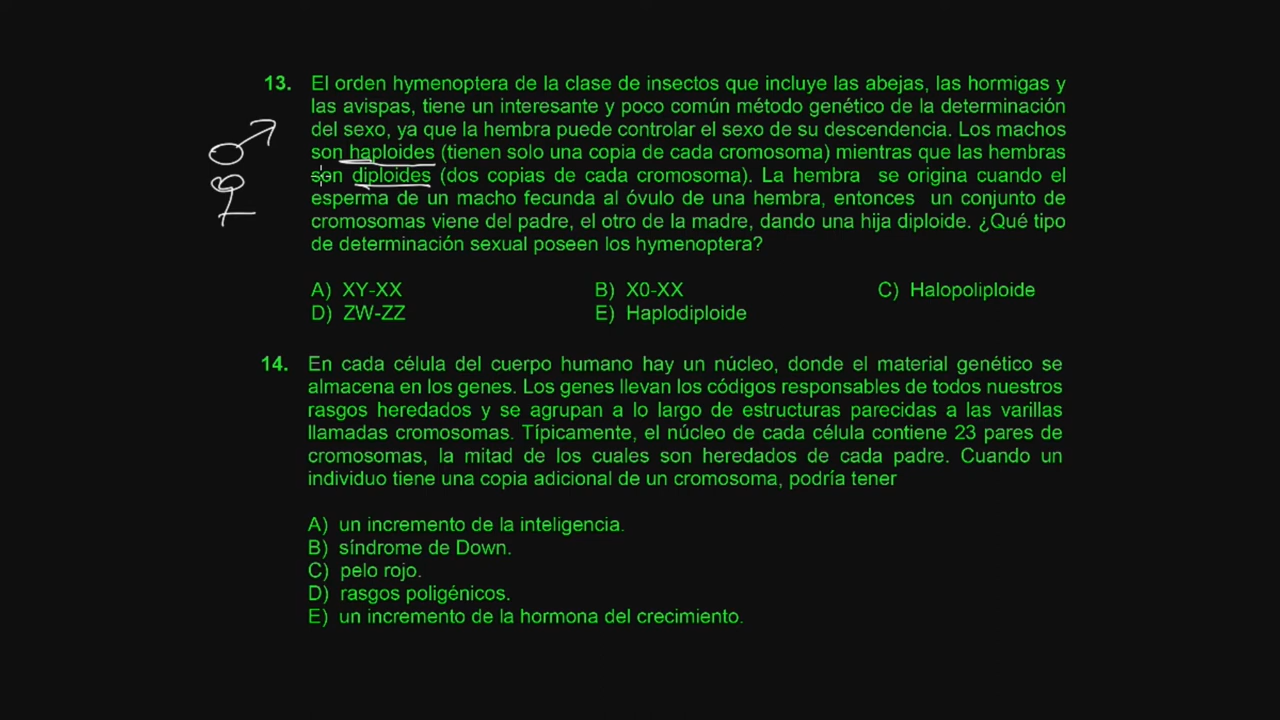 13. El orden hymenoptera de la clase de insectos que incluye las abejas, las hormigas y
las avispas, tiene un interesante y poco común método genético de la determinación
del sexo, ya que la hembra puede controlar el sexo de su descendencia. Los machos
son haploides (tienen solo una copia de cada cromosoma) mientras que las hembras
son diploides (dos copias de cada cromosoma). La hembra se origina cuando el
esperma de un macho fecunda al óvulo de una hembra, entonces un conjunto de
cromosomas viene del padre, el otro de la madre, dando una hija diploide. ¿Qué tipo
de determinación sexual poseen los hymenoptera?
A) XY-XX B) X0-XX C) Halopoliploide
D) ZW-ZZ E) Haplodiploide
14. En cada célula del cuerpo humano hay un núcleo, donde el material genético se
almacena en los genes. Los genes llevan los códigos responsables de todos nuestros
rasgos heredados y se agrupan a lo largo de estructuras parecidas a las varillas
llamadas cromosomas. Típicamente, el núcleo de cada célula contiene 23 pares de
cromosomas, la mitad de los cuales son heredados de cada padre. Cuando un
individuo tiene una copia adicional de un cromosoma, podría tener
A) un incremento de la inteligencia.
B) síndrome de Down.
C) pelo rojo.
D) rasgos poligénicos.
E) un incremento de la hormona del crecimiento.